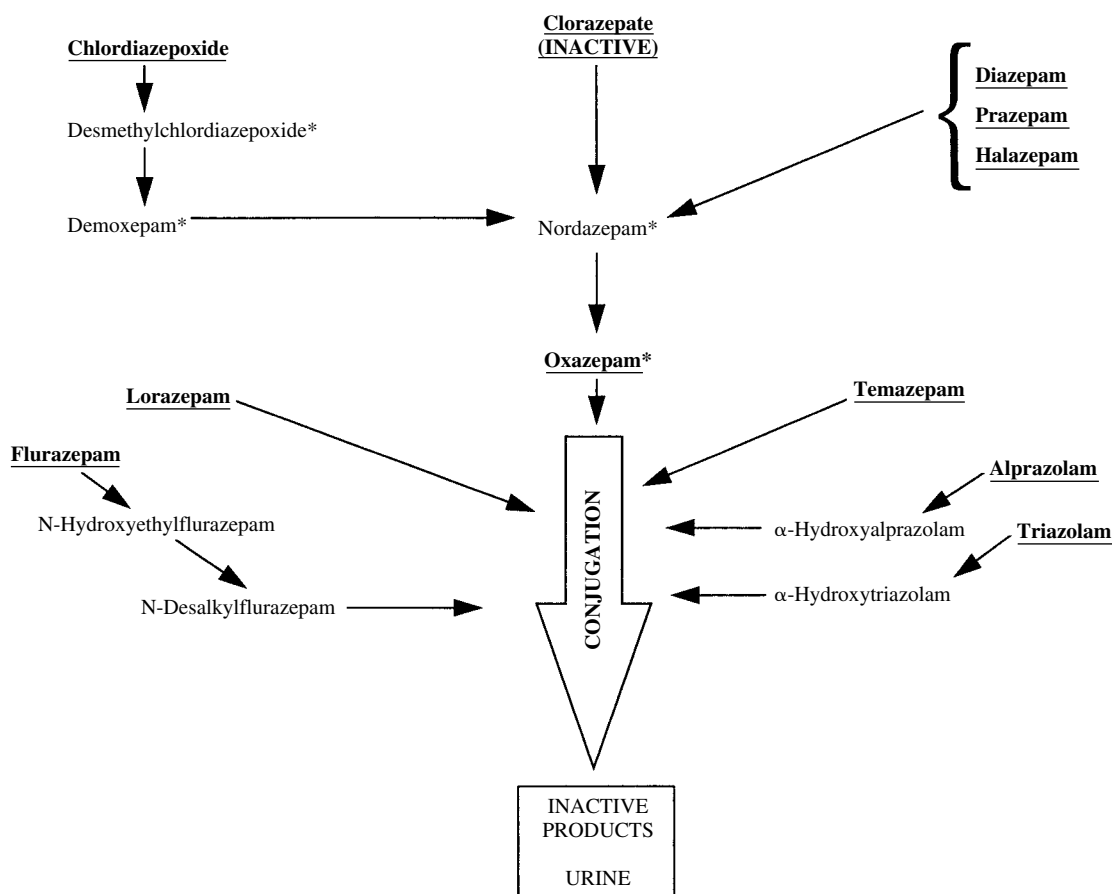 Clorazepate
(INACTIVE)
Chlordiazepoxide
Diazepam
Prazepam
Halazepam
Desmethylchlordiazepoxide*
Demoxepam*
Nordazepam*
Oxazepam*
Lorazepam
Temazepam
Flurazepam
Alprazolam
N-Hydroxyethylflurazepam
α-Hydroxyalprazolam
Triazolam
N-Desalkylflurazepam
α-Hydroxytriazolam
CONJUGATION
INACTIVE
PRODUCTS
URINE